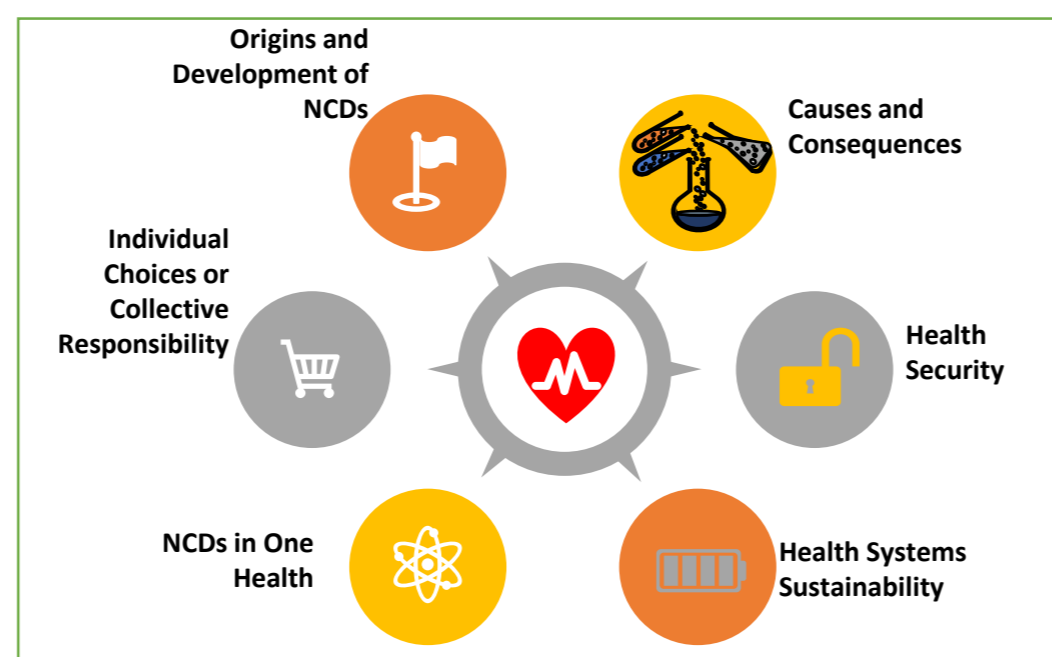 Origins and
Development of
NCDs
Causes and
Consequences
Individual
Choices or
Collective
Responsibility
Health
Security
NCDs in One
Health
Health Systems
Sustainability